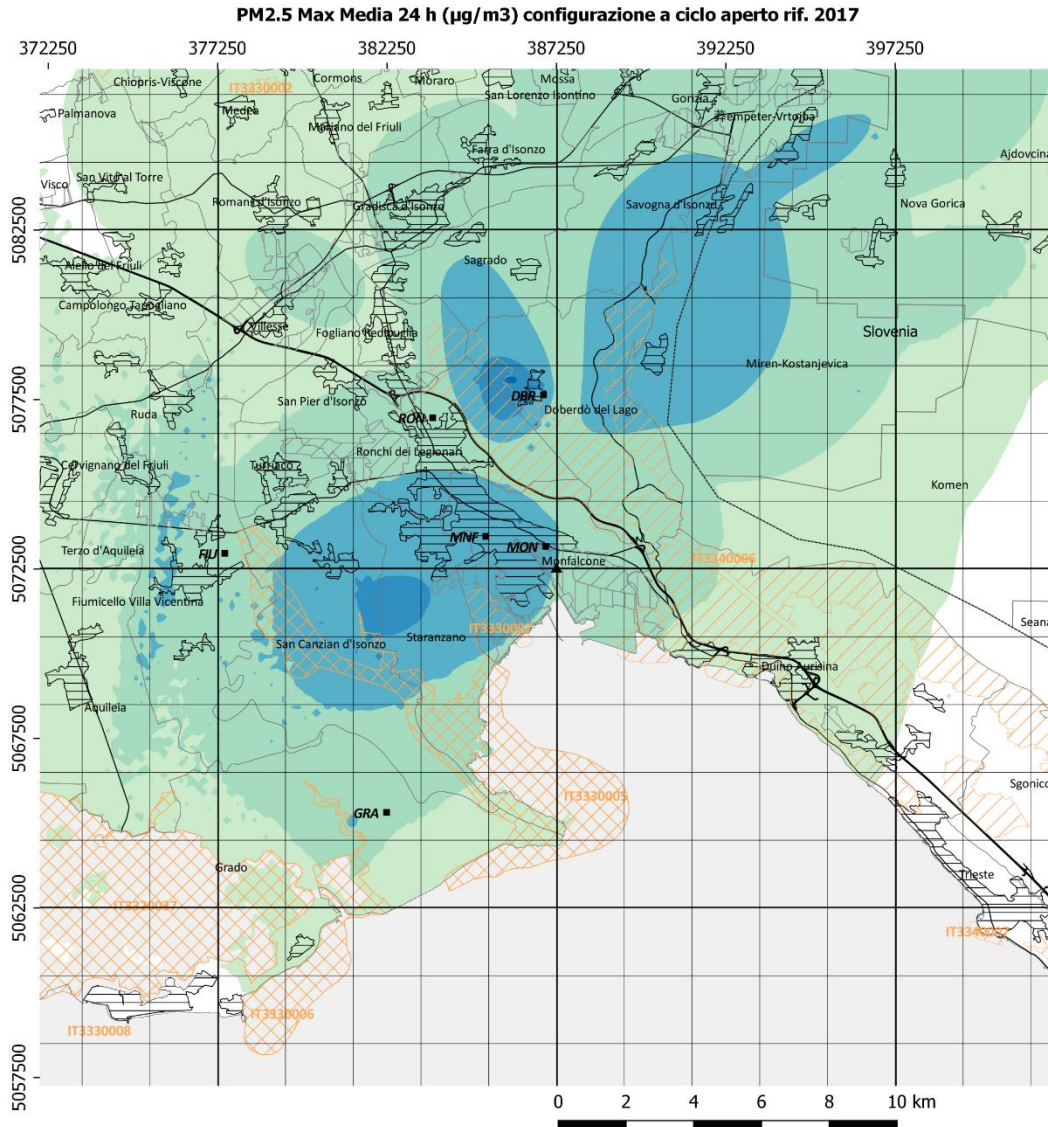 PM2.5 Max Media 24 h (µg/m3) configurazione a ciclo aperto rif. 2017
372250 377250 382250 387250 392250 397250
Chiopris-Viscone
Cormons
Moraro
Mossa
IT3330002
San Lorenzo Isontino
Gorizia
Palmanova
Medea
Mariano del Friuli
Farra d'Isonzo
Ajdovcina
Visco
San Vito al Torre
Romans d'Isonzo
Gradisca d'Isonzo
Savogna d'Isonzo
Nova Gorica
5082500
Aiello del Friuli
Sagrado
Campolongo Tapogliano
Villesse
Fogliano Redipuglia
Slovenia
Miren-Kostanjevica
5077500
San Pier d'Isonzo
DBR
Doberdò del Lago
Ruda
RON
Ronchi dei Legionari
Cervignano del Friuli
Turriaco
Komen
Terzo d'Aquileia
FIU
MNF
MON
Monfalcone
IT3140006
5072500
Fiumicello Villa Vicentina
Seana
San Canzian d'Isonzo
Staranzano
Duino Aurisina
Aquileia
5067500
IT3330005
Sgonico
GRA
Grado
Trieste
IT3330037
5062500
IT3330006
IT3330008
5057500
0 2 4 6 8 10 km